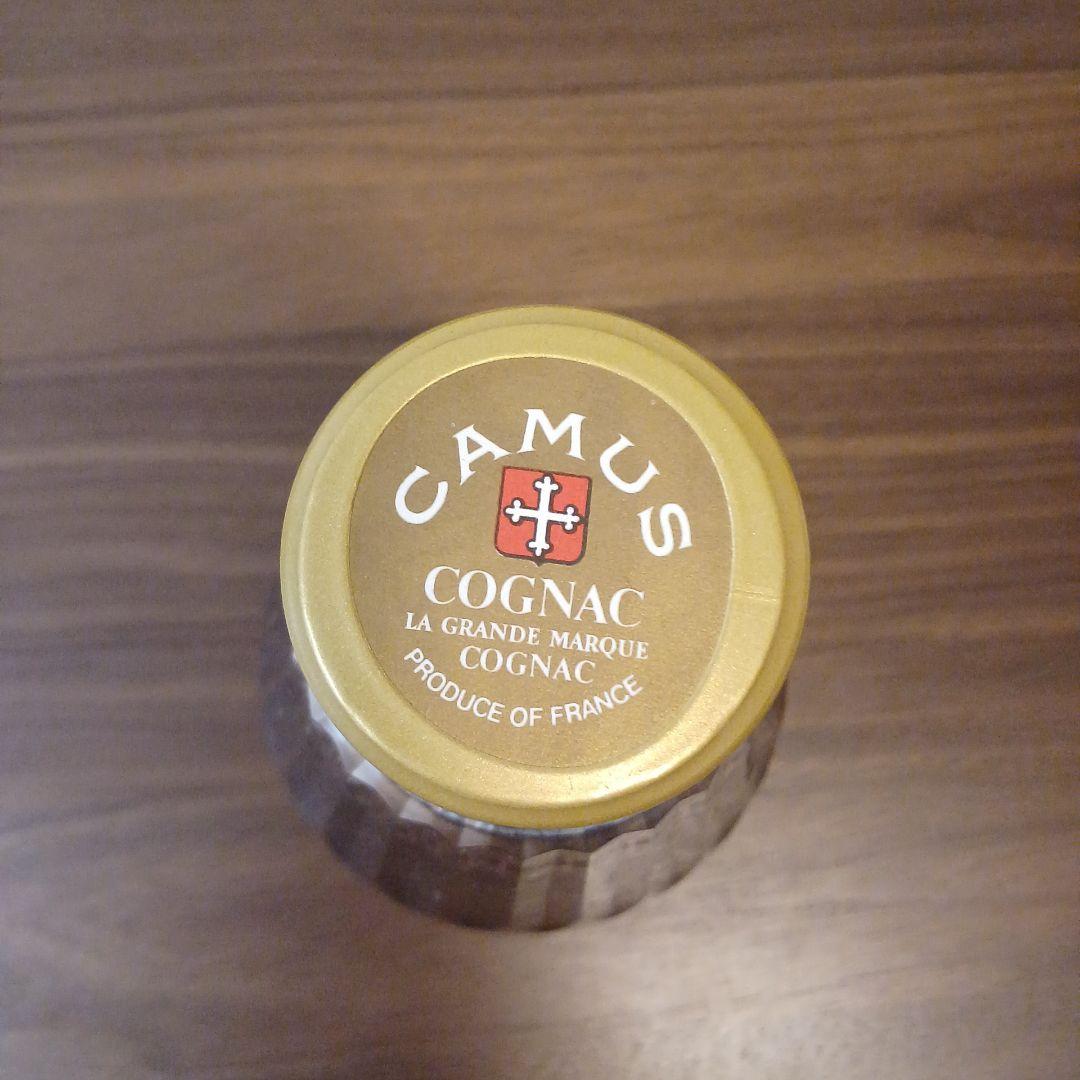 CAMUS
COGNAC
LA GRANDE MARQUE
COGNAC
PRODUCE OF FRANCE